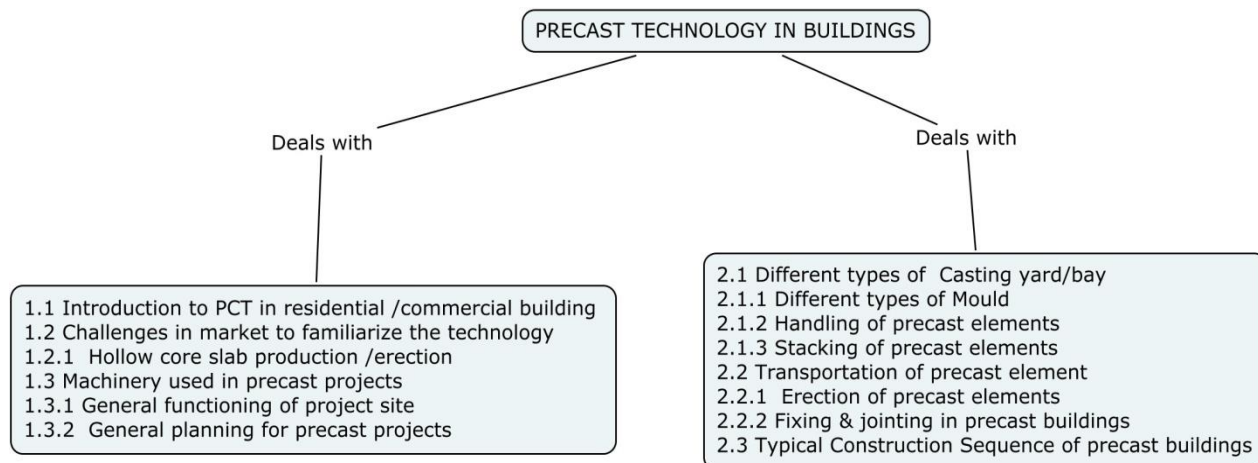 PRECAST TECHNOLOGY IN BUILDINGS
Deals with
Deals with
1.1 Introduction to PCT in residential /commercial building
1.2 Challenges in market to familiarize the technology
1.2.1  Hollow core slab production /erection
1.3 Machinery used in precast projects
1.3.1 General functioning of project site
1.3.2  General planning for precast projects
2.1 Different types of  Casting yard/bay
2.1.1 Different types of Mould
2.1.2 Handling of precast elements
2.1.3 Stacking of precast elements
2.2 Transportation of precast element
2.2.1  Erection of precast elements
2.2.2 Fixing & jointing in precast buildings
2.3 Typical Construction Sequence of precast buildings